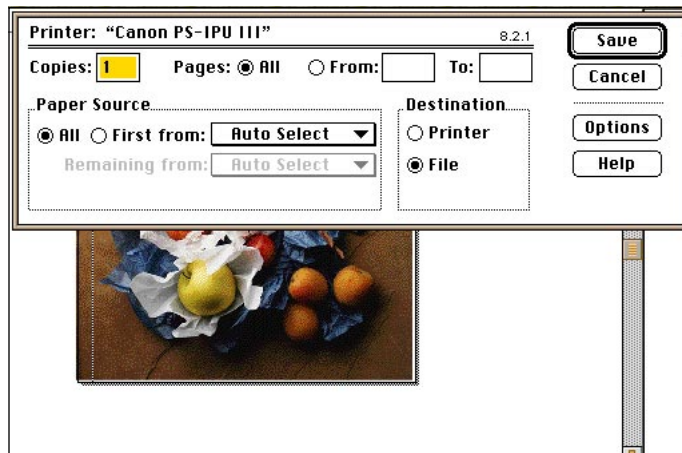 Printer: “Canon PS-IPU III” 8.2.1 Save
Copies: 1 Pages: All From: To: Cancel
Paper Source Destination
All First from: Auto Select Printer Options
Remaining from: Auto Select File Help